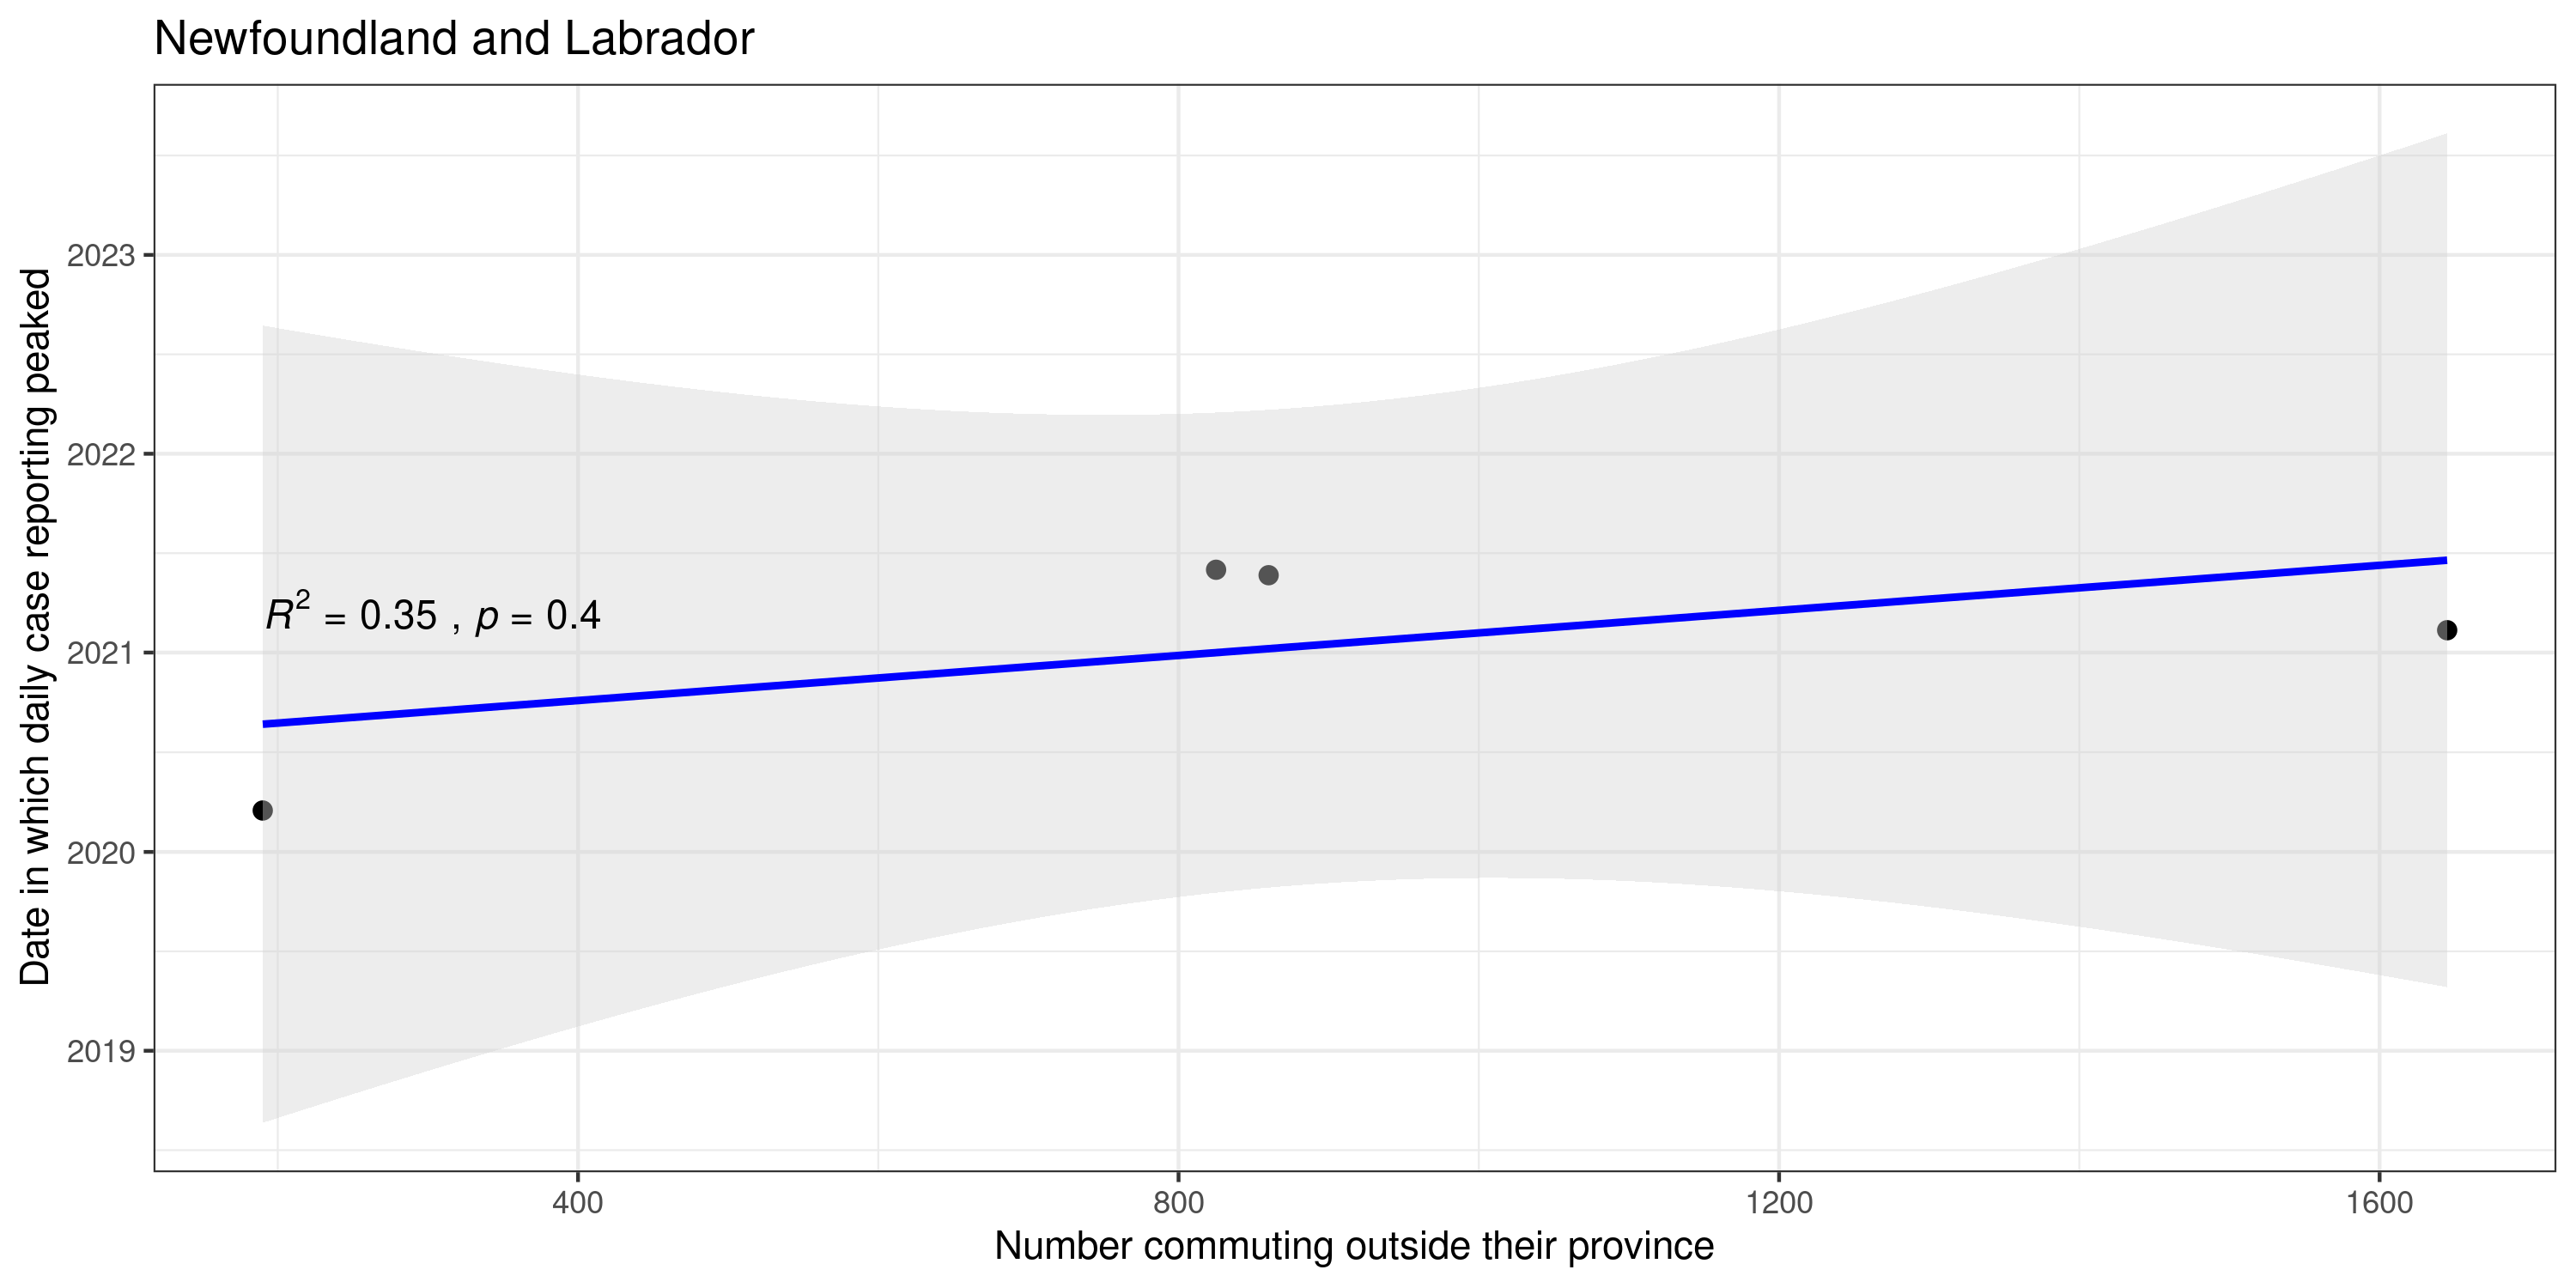 Newfoundland and Labrador
Date in which daily case reporting peaked
2023
2022
2021
2020
2019
R² = 0.35 , p = 0.4
400
800
1200
1600
Number commuting outside their province